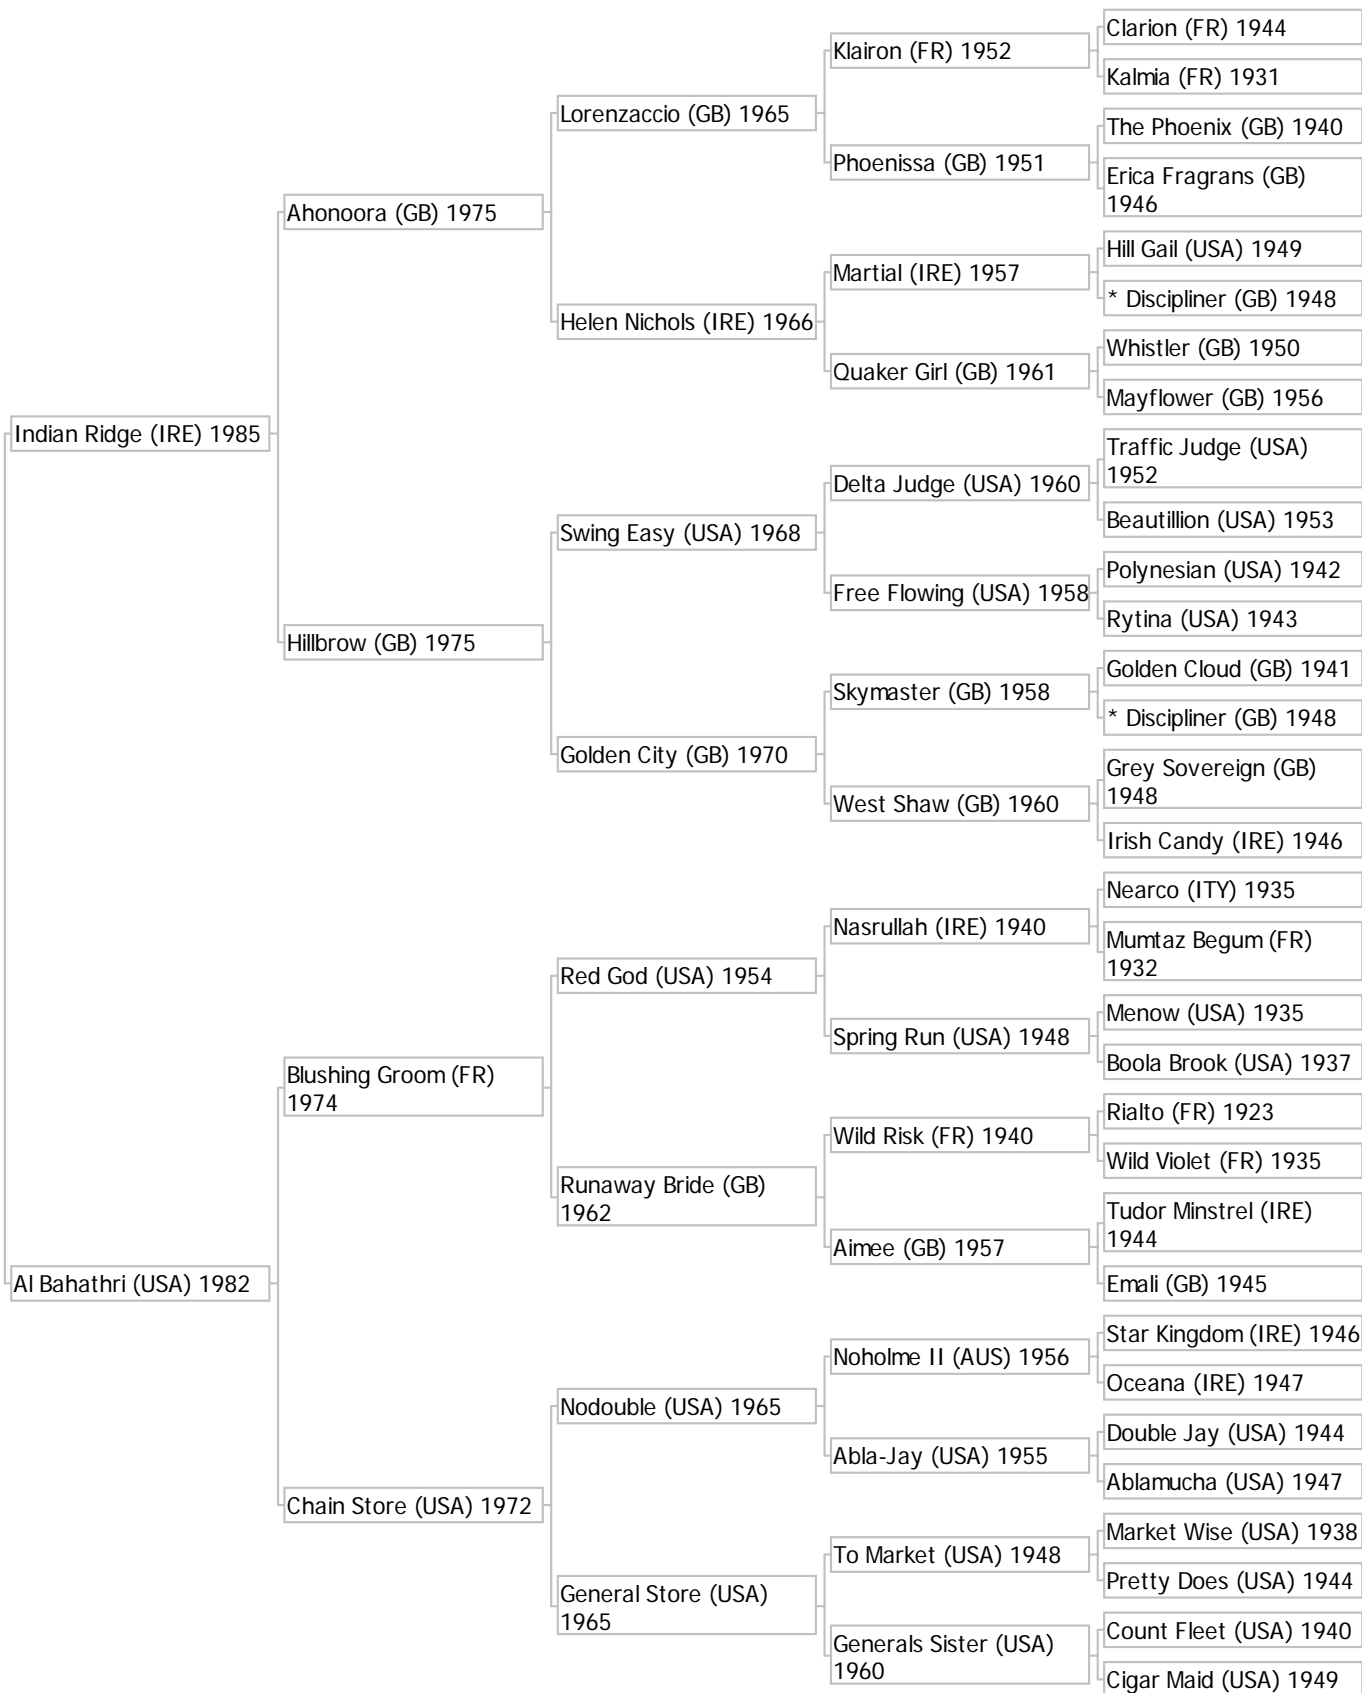 Clarion (FR) 1944
Klairon (FR) 1952
Kalmia (FR) 1931
Lorenzaccio (GB) 1965
The Phoenix (GB) 1940
Phoenissa (GB) 1951
Erica Fragrans (GB)
1946
Ahonoora (GB) 1975
Hill Gail (USA) 1949
Martial (IRE) 1957
* Discipliner (GB) 1948
Helen Nichols (IRE) 1966
Whistler (GB) 1950
Quaker Girl (GB) 1961
Mayflower (GB) 1956
Indian Ridge (IRE) 1985
Traffic Judge (USA)
1952
Delta Judge (USA) 1960
Beautillion (USA) 1953
Swing Easy (USA) 1968
Polynesian (USA) 1942
Free Flowing (USA) 1958
Rytina (USA) 1943
Hillbrow (GB) 1975
Golden Cloud (GB) 1941
Skymaster (GB) 1958
* Discipliner (GB) 1948
Golden City (GB) 1970
Grey Sovereign (GB)
1948
West Shaw (GB) 1960
Irish Candy (IRE) 1946
Nearco (ITY) 1935
Nasrullah (IRE) 1940
Mumtaz Begum (FR)
1932
Red God (USA) 1954
Menow (USA) 1935
Spring Run (USA) 1948
Boola Brook (USA) 1937
Blushing Groom (FR)
1974
Rialto (FR) 1923
Wild Risk (FR) 1940
Wild Violet (FR) 1935
Runaway Bride (GB)
1962
Tudor Minstrel (IRE)
1944
Aimee (GB) 1957
Emali (GB) 1945
Al Bahathri (USA) 1982
Star Kingdom (IRE) 1946
Noholme II (AUS) 1956
Oceana (IRE) 1947
Nodouble (USA) 1965
Double Jay (USA) 1944
Abla-Jay (USA) 1955
Ablamucha (USA) 1947
Chain Store (USA) 1972
Market Wise (USA) 1938
To Market (USA) 1948
Pretty Does (USA) 1944
General Store (USA)
1965
Count Fleet (USA) 1940
Generals Sister (USA)
1960
Cigar Maid (USA) 1949